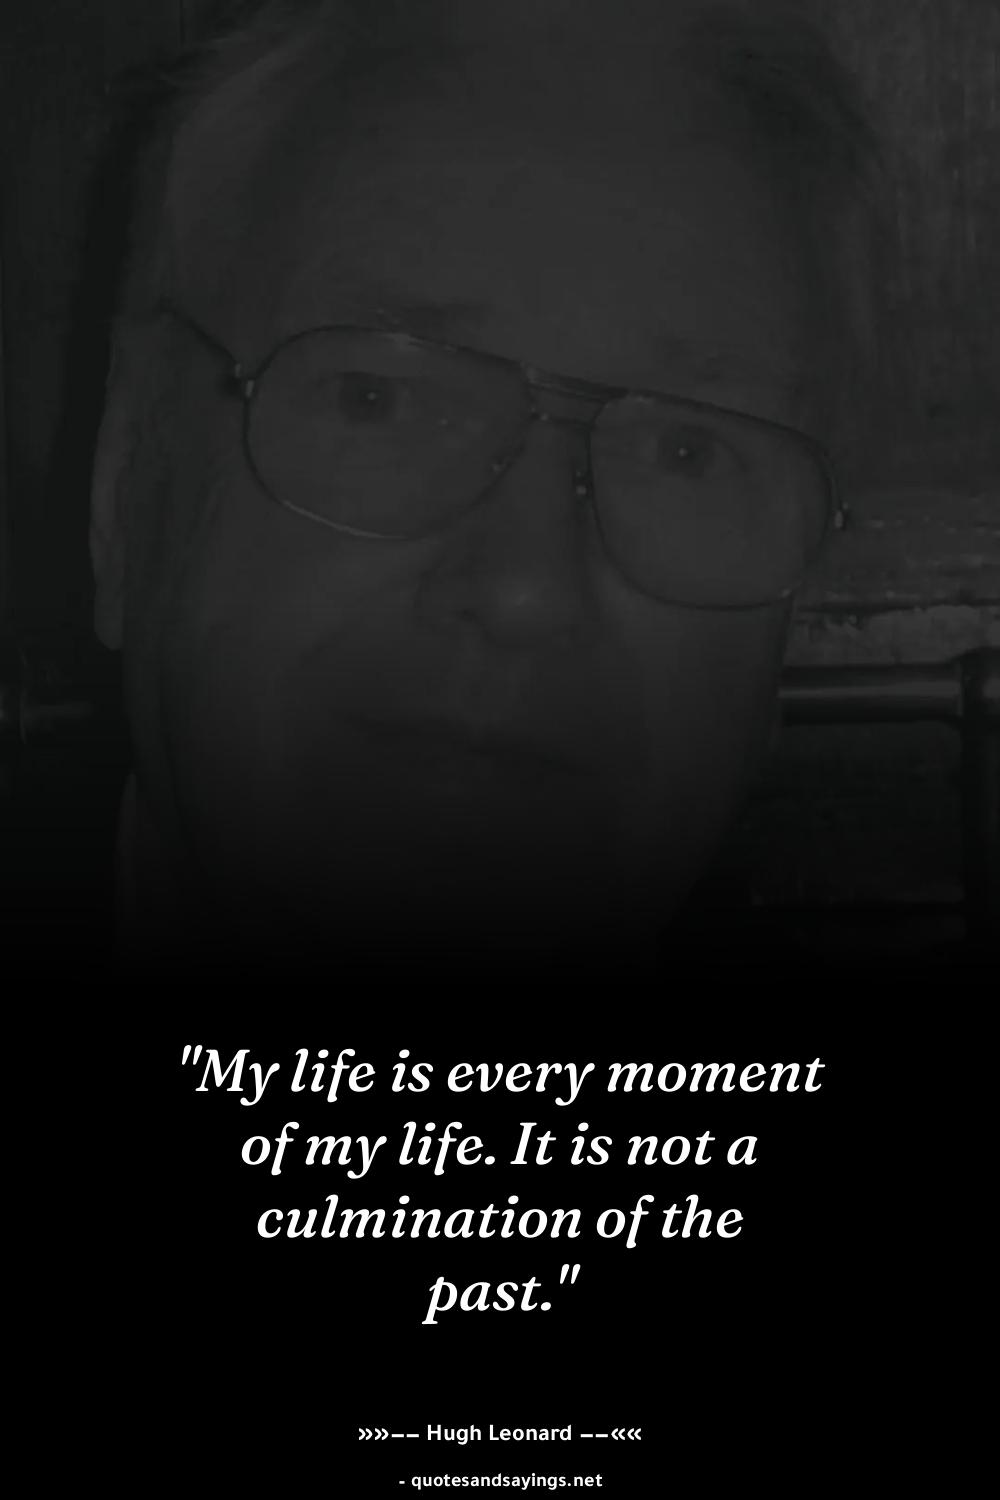 "My life is every moment
of my life. It is not a
culmination of the
past."
»»−− Hugh Leonard −−««
- quotesandsayings.net